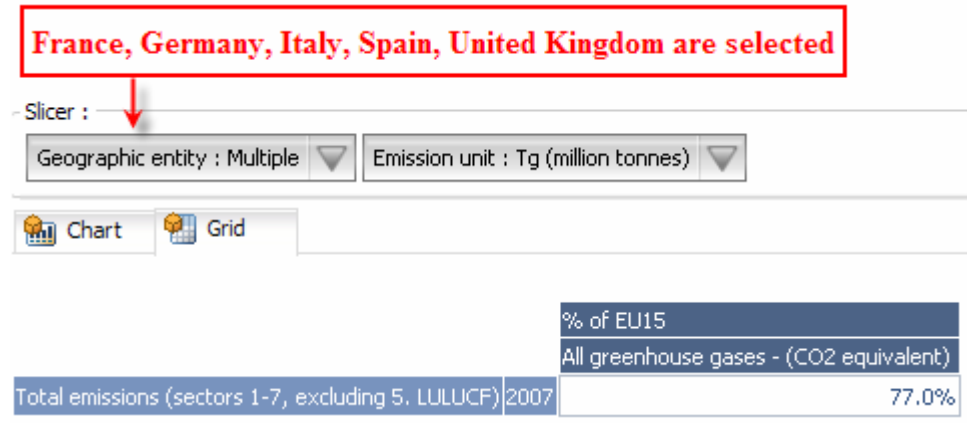 France, Germany, Italy, Spain, United Kingdom are selected
Slicer :
Geographic entity : Multiple Emission unit : Tg (million tonnes)
Chart Grid
% of EU15
All greenhouse gases - (CO2 equivalent)
Total emissions (sectors 1-7, excluding 5. LULUCF) 2007 77.0%